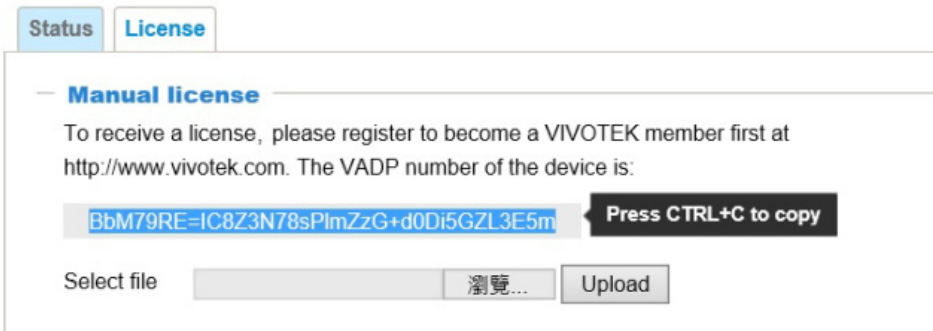 Status License
Manual license
To receive a license, please register to become a VIVOTEK member first at
http://www.vivotek.com. The VADP number of the device is:
BbM79RE=IC8Z3N78sPlmZzG+d0Di5GZL3E5m Press CTRL+C to copy
Select file 瀏覽... Upload